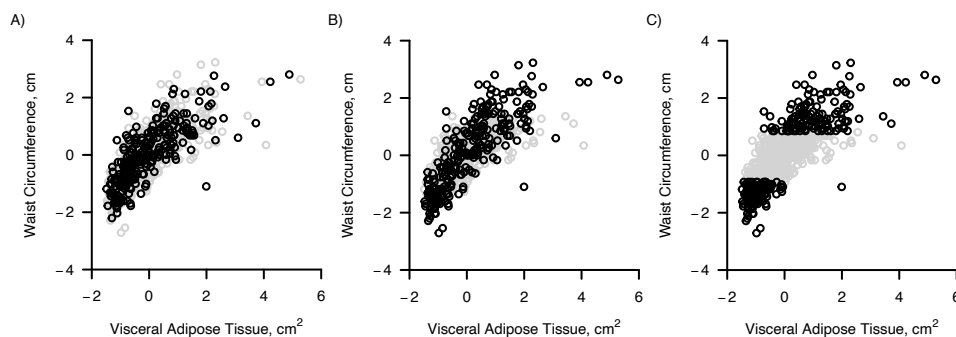 A)
B)
C)
4
2
0
−2
−4
−2 0 2 4 6
Waist Circumference, cm
Visceral Adipose Tissue, cm²
4
2
0
−2
−4
−2 0 2 4 6
Waist Circumference, cm
Visceral Adipose Tissue, cm²
4
2
0
−2
−4
−2 0 2 4 6
Waist Circumference, cm
Visceral Adipose Tissue, cm²